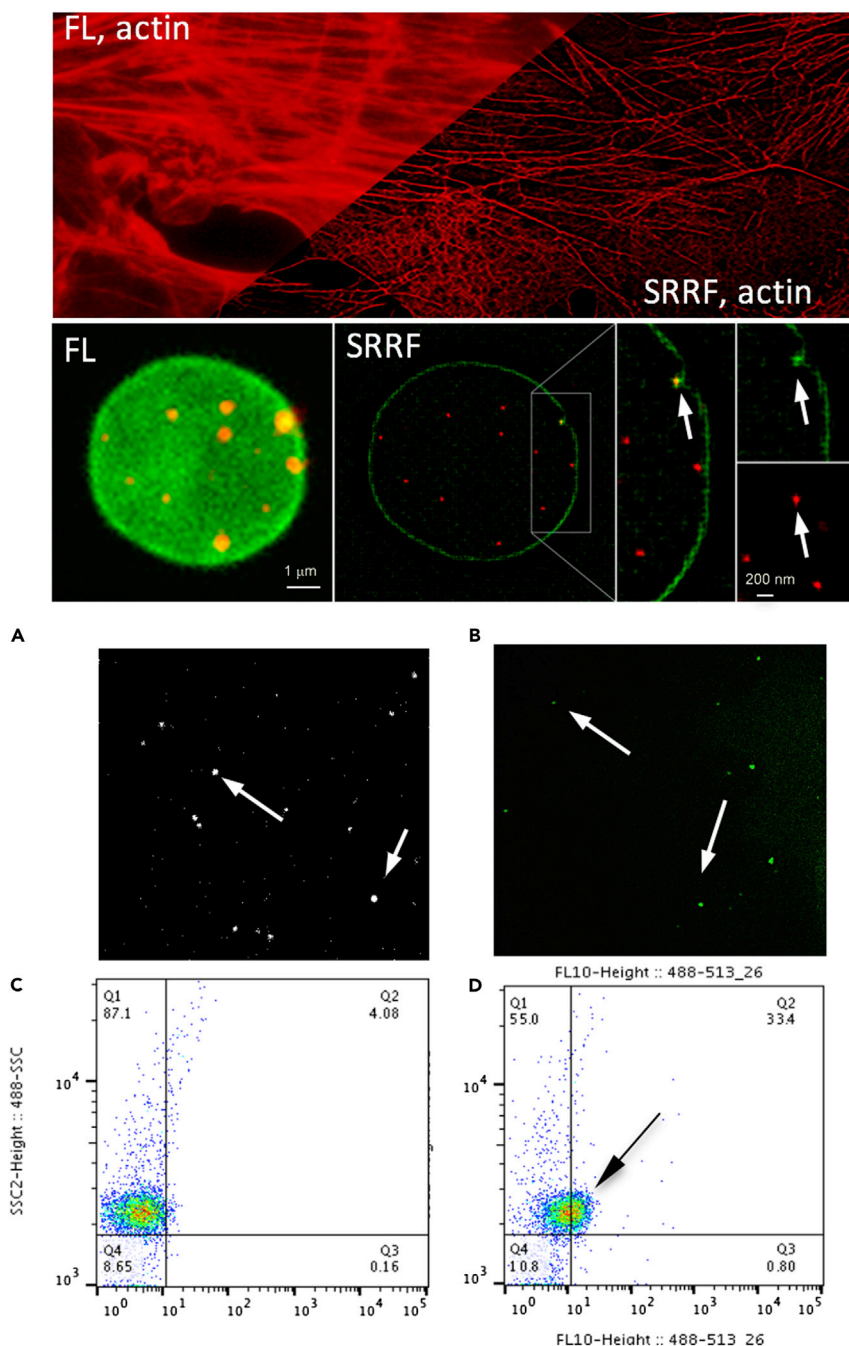 FL, actin
SRRF, actin
FL
SRRF
1 μm
200 nm
A
B
FL10-Height :: 488-513_26
C
D
Q1
87.1
Q2
4.08
Q4
8.65
Q3
0.16
SSC2-Height :: 488-SSC
10⁴
10³
10⁰ 10¹ 10² 10³ 10⁴ 10⁵
Q1
55.0
Q2
33.4
Q4
10.8
Q3
0.80
10⁴
10³
10⁰ 10¹ 10² 10³ 10⁴ 10⁵
FL10-Height :: 488-513_26